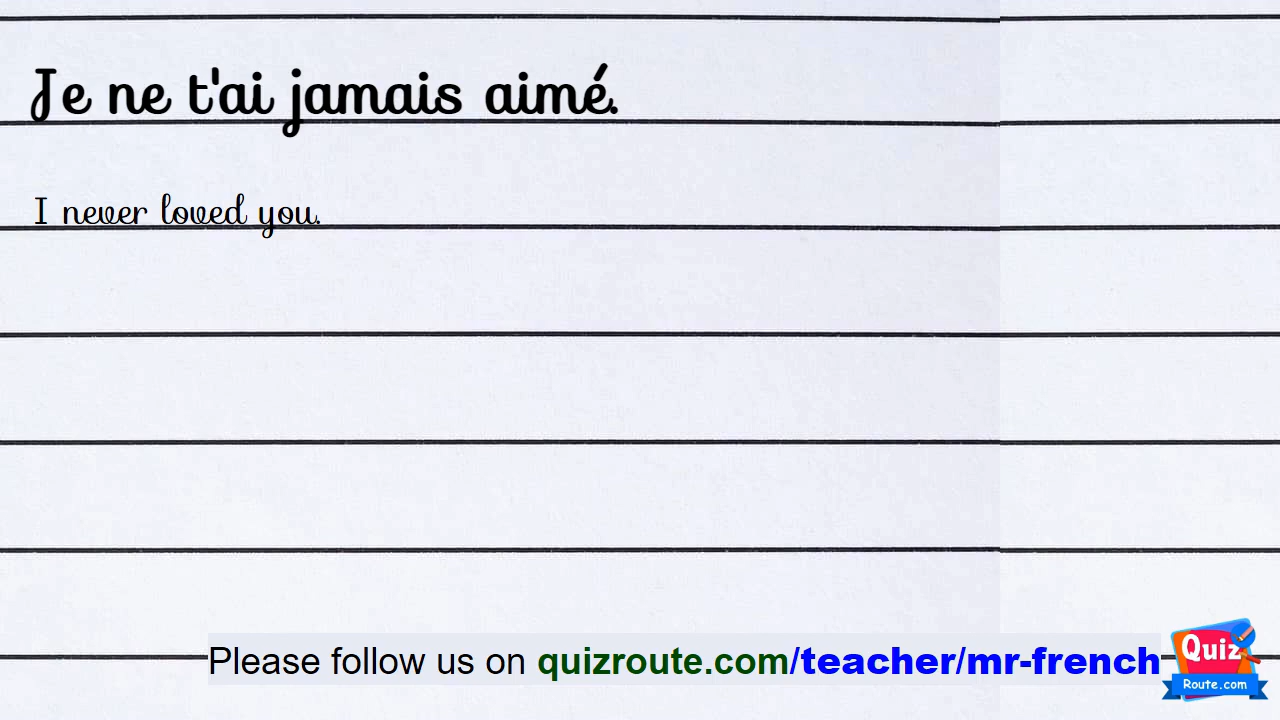 Je ne t'ai jamais aimé.
I never loved you.
Please follow us on quizroute.com/teacher/mr-french
Quiz
Route.com